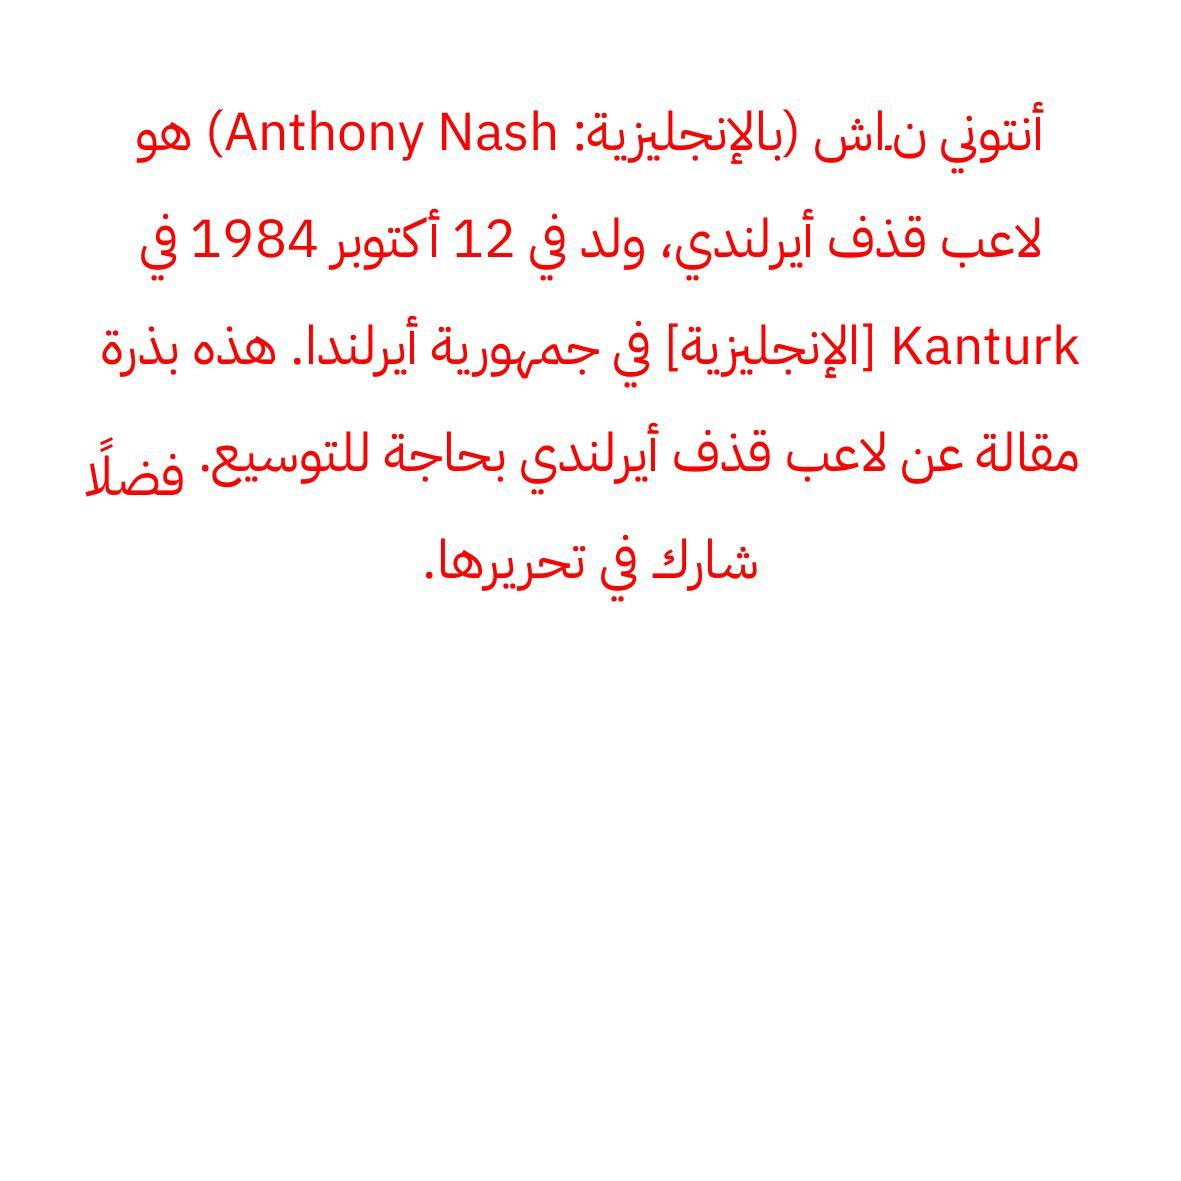 أنتوني ن.اش (بالإنجليزية: Anthony Nash) هو
لاعب قذف أيرلندي، ولد في 12 أكتوبر 1984 في
Kanturk [الإنجليزية] في جمهورية أيرلندا. هذه بذرة
مقالة عن لاعب قذف أيرلندي بحاجة للتوسيع. فضلًا
شارك في تحريرها.